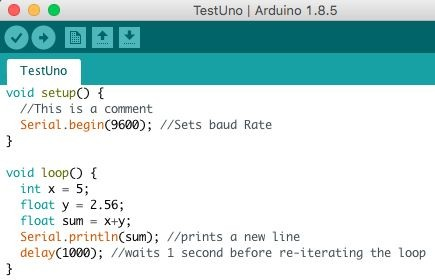 TestUno | Arduino 1.8.5
TestUno
void setup() {
  //This is a comment
  Serial.begin(9600); //Sets baud Rate
}
void loop() {
  int x = 5;
  float y = 2.56;
  float sum = x+y;
  Serial.println(sum); //prints a new line
  delay(1000); //waits 1 second before re-iterating the loop
}